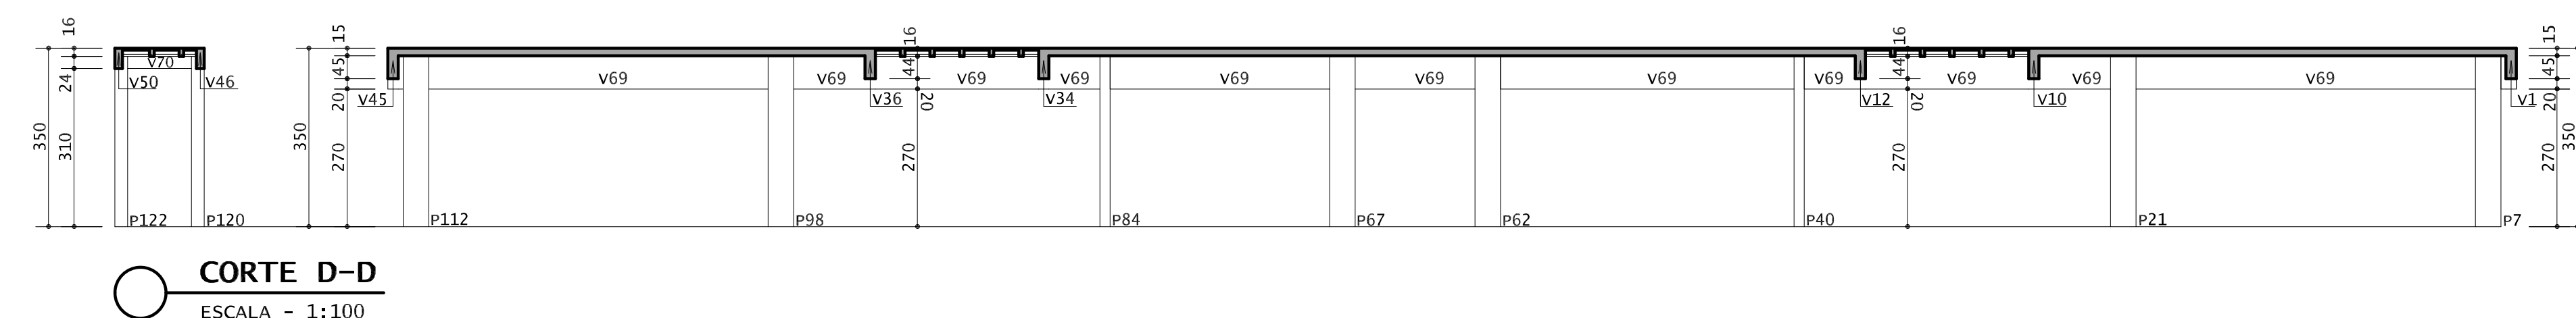 16
24
310
350
V70
V50
V46
P122
P120
15
45
20
270
350
V45
V69
P112
V69
V36
P98
16
44
20
270
V69
V34
V69
P84
V69
V69
P67
V69
P62
V69
V12
P40
16
44
20
270
V69
V10
V69
P21
V69
V1
P7
15
45
20
270
350
CORTE D-D
ESCALA - 1:100